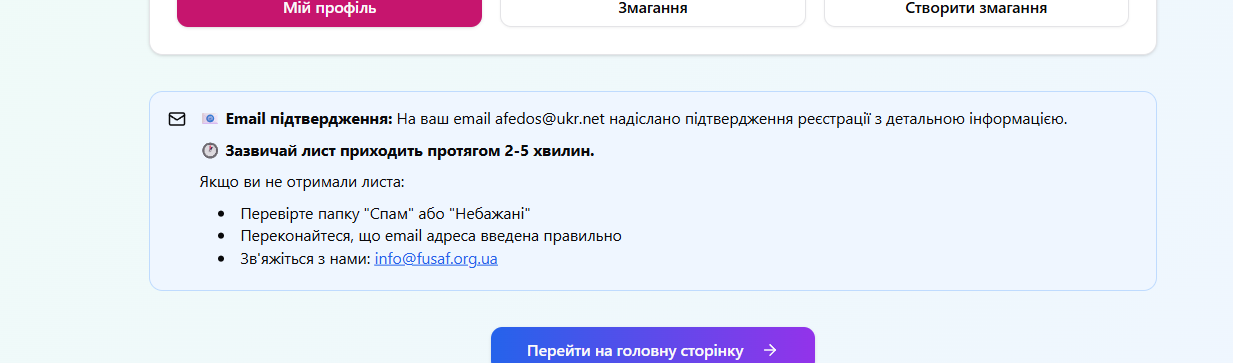 Мій профіль
Змагання
Створити змагання
Email підтвердження: На ваш email afedos@ukr.net надіслано підтвердження реєстрації з детальною інформацією.
Зазвичай лист приходить протягом 2-5 хвилин.
Якщо ви не отримали листа:
Перевірте папку "Спам" або "Небажані"
Переконайтеся, що email адреса введена правильно
Зв'яжіться з нами: info@fusaf.org.ua
Перейти на головну сторінку